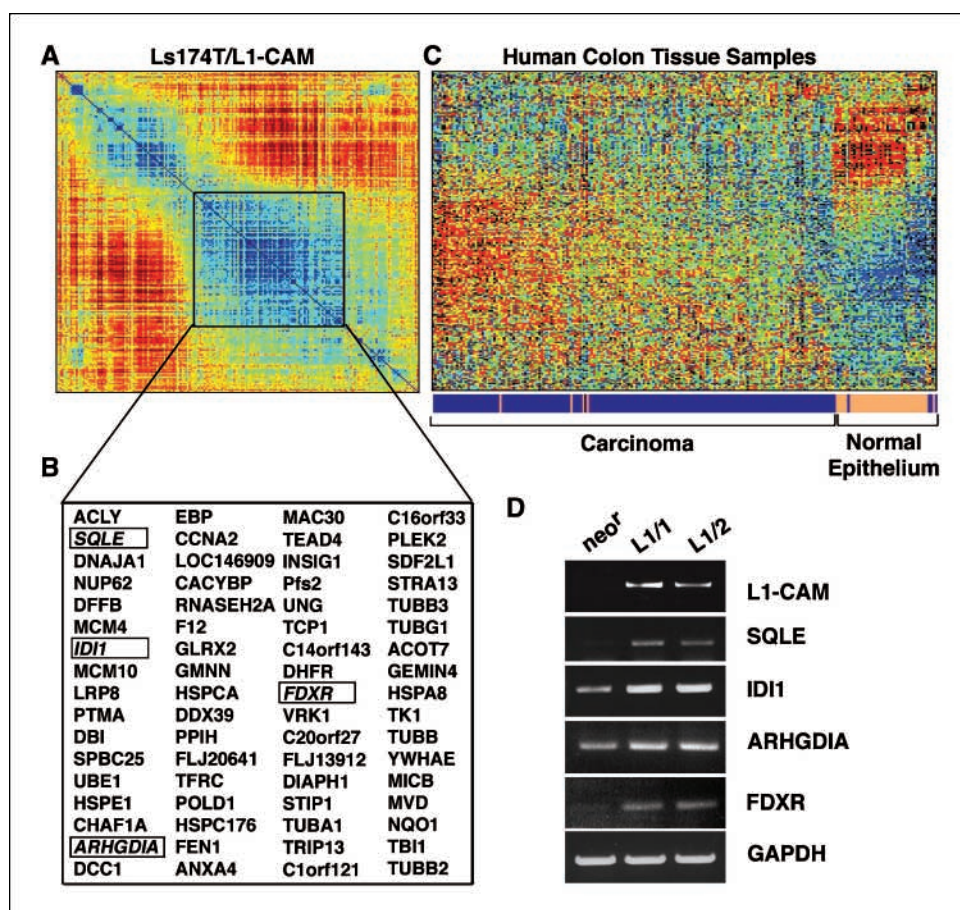 A
Ls174T/L1-CAM
C
Human Colon Tissue Samples
Carcinoma
Normal
Epithelium
B
ACLY EBP MAC30 C16orf33
SQLE CCNA2 TEAD4 PLEK2
DNAJA1 LOC146909 INSIG1 SDF2L1
NUP62 CACYBP Pfs2 STRA13
DFFB RNASEH2A UNG TUBB3
MCM4 F12 TCP1 TUBG1
IDI1 GLRX2 C14orf143 ACOT7
MCM10 GMNN DHFR GEMIN4
LRP8 HSPCA FDXR HSPA8
PTMA DDX39 VRK1 TK1
DBI PPIH C20orf27 TUBB
SPBC25 FLJ20641 FLJ13912 YWHAE
UBE1 TFRC DIAPH1 MICB
HSPE1 POLD1 STIP1 MVD
CHAF1A HSPC176 TUBA1 NQO1
ARHGDIA FEN1 TRIP13 TBI1
DCC1 ANXA4 C1orf121 TUBB2
D
neoʳ L1/1 L1/2
L1-CAM
SQLE
IDI1
ARHGDIA
FDXR
GAPDH